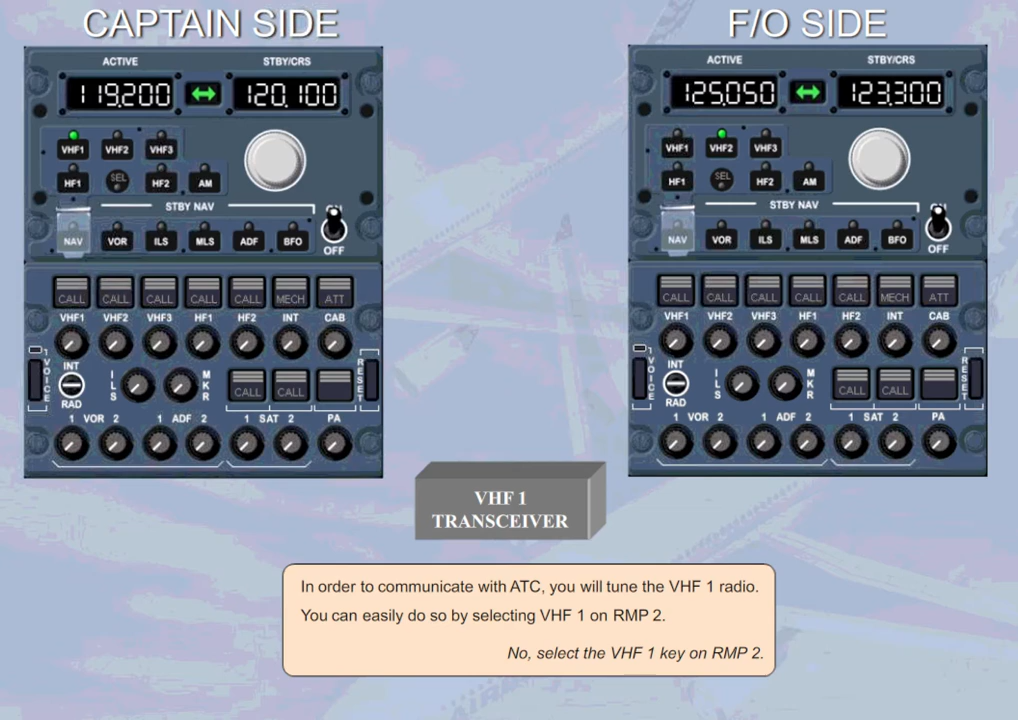 CAPTAIN SIDE
ACTIVE STBY/CRS
119.200 120.100
VHF1 VHF2 VHF3
HF1 SEL HF2 AM
STBY NAV
ON
NAV VOR ILS MLS ADF BFO
OFF
CALL CALL CALL CALL CALL MECH ATT
VHF1 VHF2 VHF3 HF1 HF2 INT CAB
VOICE INT RAD ILS MKR CALL CALL RESET
1 VOR 2 1 ADF 2 1 SAT 2 PA
F/O SIDE
ACTIVE STBY/CRS
125.050 123.300
VHF1 VHF2 VHF3
HF1 SEL HF2 AM
STBY NAV
ON
NAV VOR ILS MLS ADF BFO
OFF
CALL CALL CALL CALL CALL MECH ATT
VHF1 VHF2 VHF3 HF1 HF2 INT CAB
VOICE INT RAD ILS MKR CALL CALL RESET
1 VOR 2 1 ADF 2 1 SAT 2 PA
VHF 1
TRANSCEIVER
In order to communicate with ATC, you will tune the VHF 1 radio.
You can easily do so by selecting VHF 1 on RMP 2.
No, select the VHF 1 key on RMP 2.